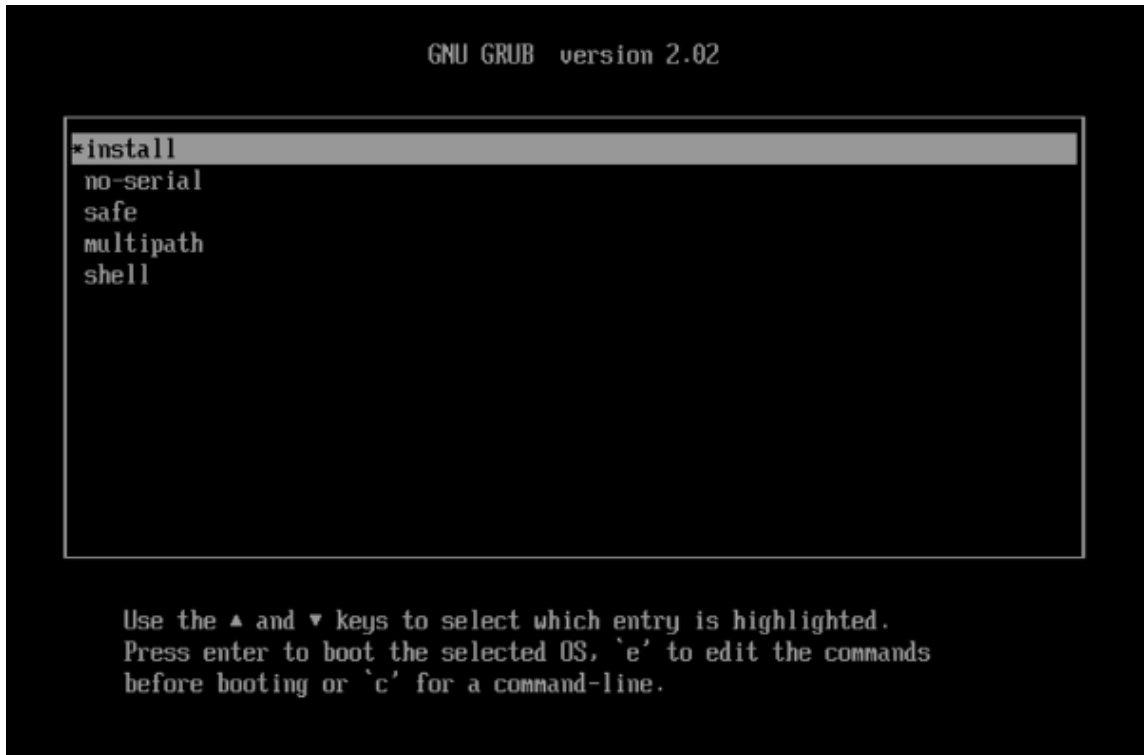 GNU GRUB  version 2.02
*install
no-serial
safe
multipath
shell
Use the ▲ and ▼ keys to select which entry is highlighted.
Press enter to boot the selected OS, `e' to edit the commands
before booting or `c' for a command-line.